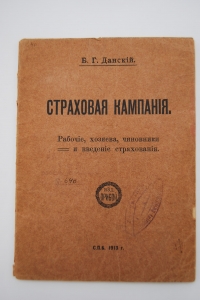 Б. Г. Данскій.
СТРАХОВАЯ КАМПАНІЯ.
Рабочіе, хозяева, чиновники
и введеніе страхованія.
СПБ. 1913 г.